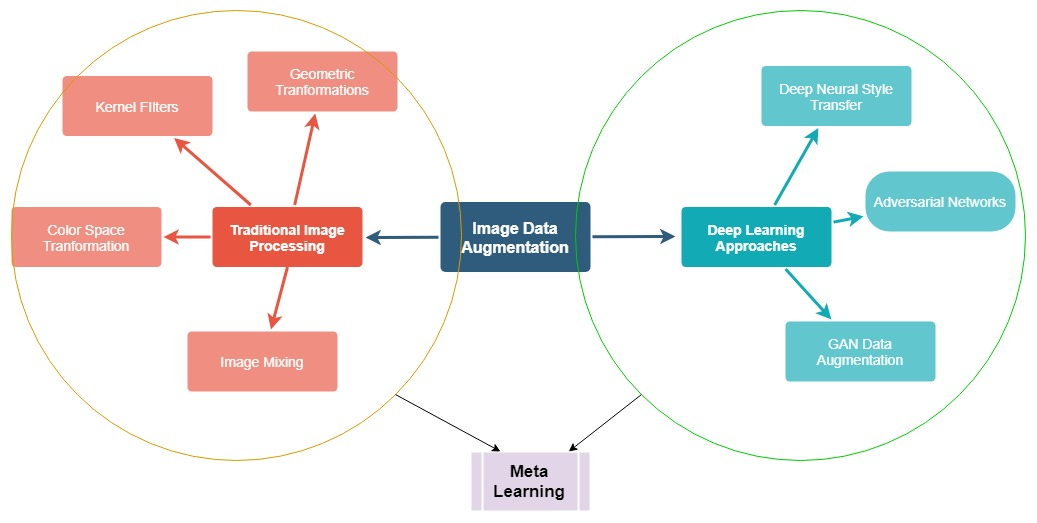 Geometric
Tranformations
Kernel FIlters
Deep Neural Style
Transfer
Adversarial Networks
Color Space
Tranformation
Traditional Image
Processing
Image Data
Augmentation
Deep Learning
Approaches
Image Mixing
GAN Data
Augmentation
Meta
Learning